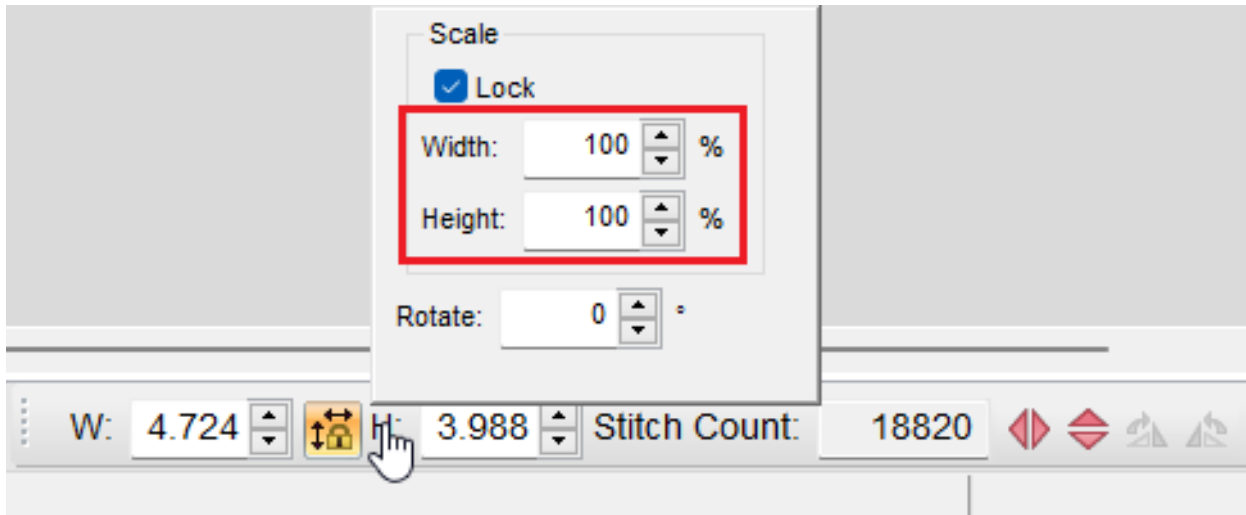 Scale
Lock
Width: 100 %
Height: 100 %
Rotate: 0 °
W: 4.724 H: 3.988 Stitch Count: 18820